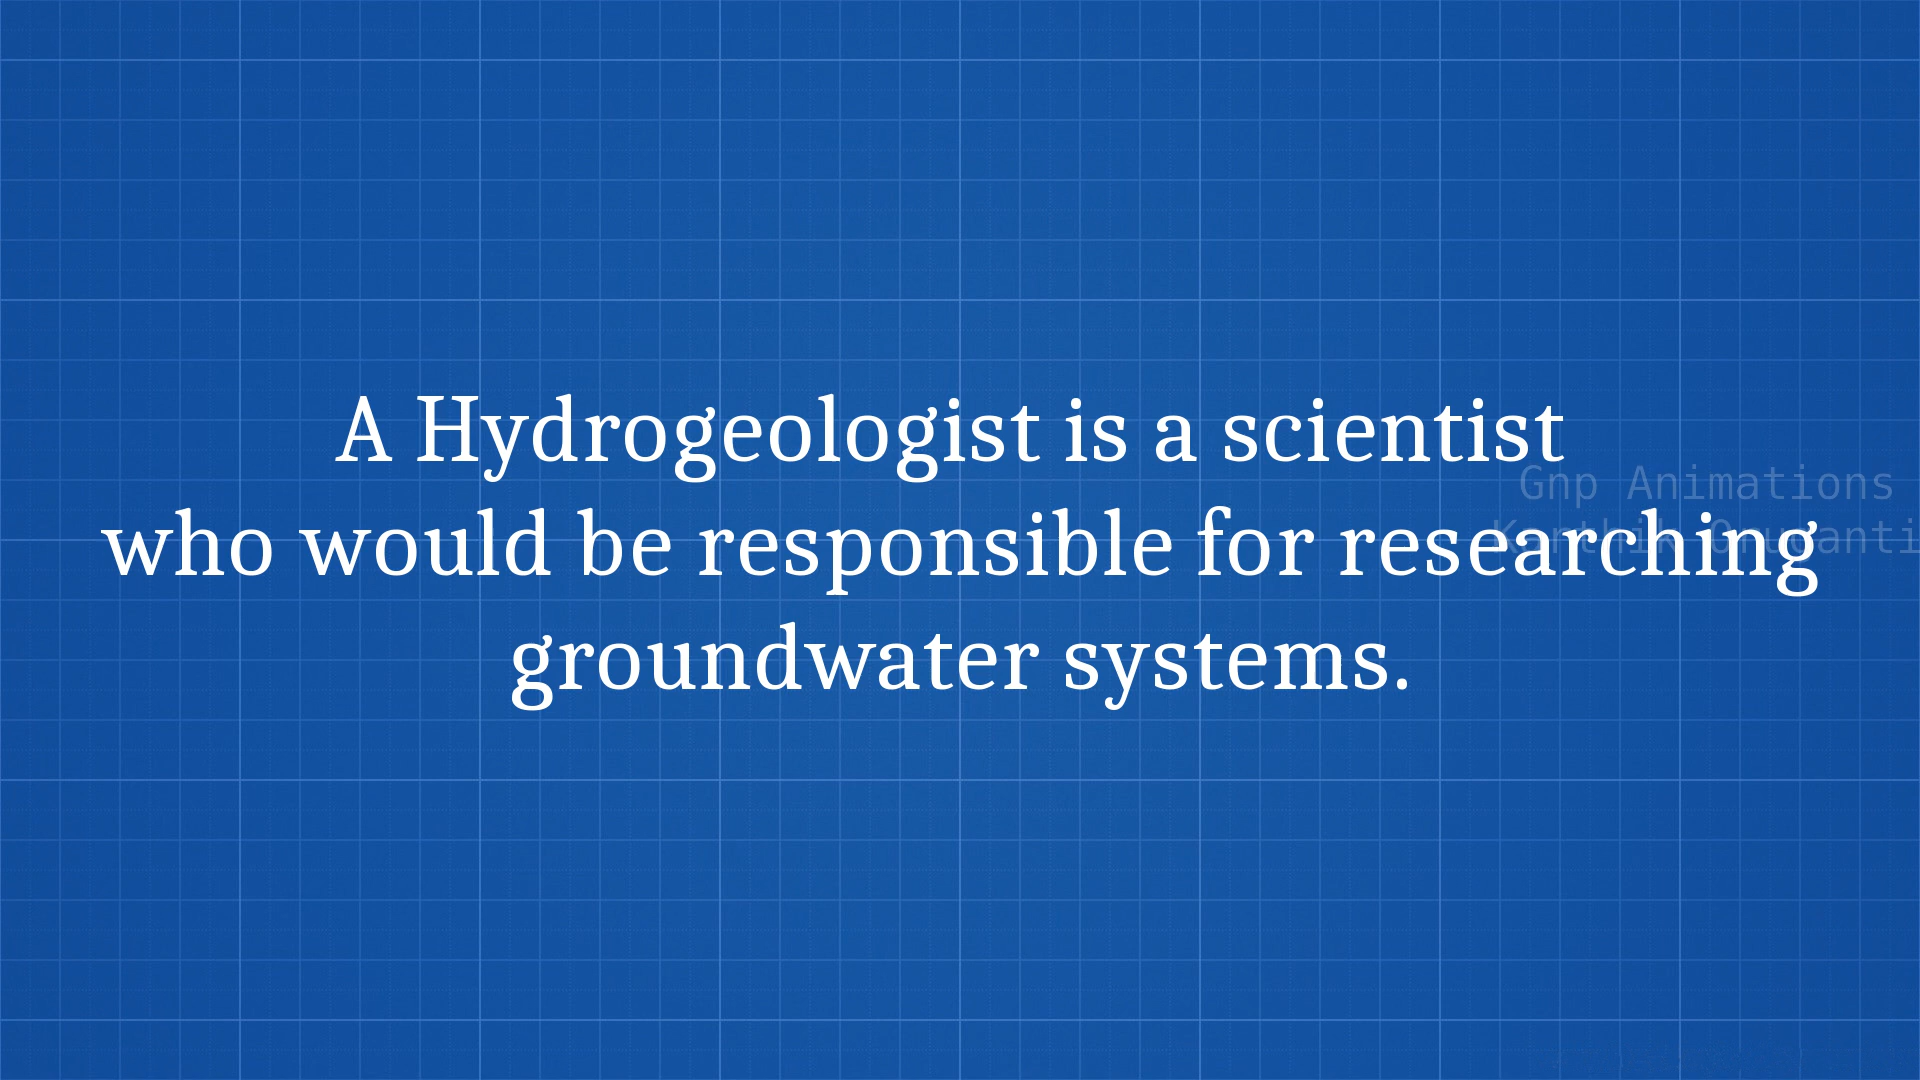 A Hydrogeologist is a scientist
Gnp Animations
who would be responsible for researching
groundwater systems.